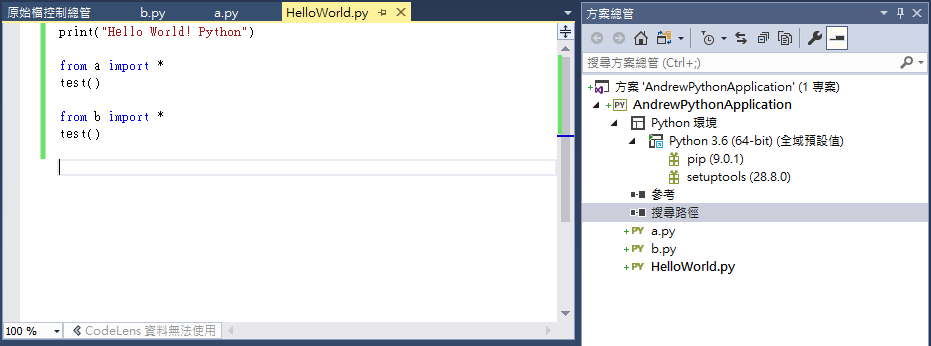 原始檔控制總管 b.py a.py HelloWorld.py
print("Hello World! Python")
from a import *
test()
from b import *
test()
100 % CodeLens 資料無法使用
方案總管
搜尋方案總管 (Ctrl+;)
方案 'AndrewPythonApplication' (1 專案)
AndrewPythonApplication
Python 環境
Python 3.6 (64-bit) (全域預設值)
pip (9.0.1)
setuptools (28.8.0)
參考
搜尋路徑
PY a.py
PY b.py
PY HelloWorld.py